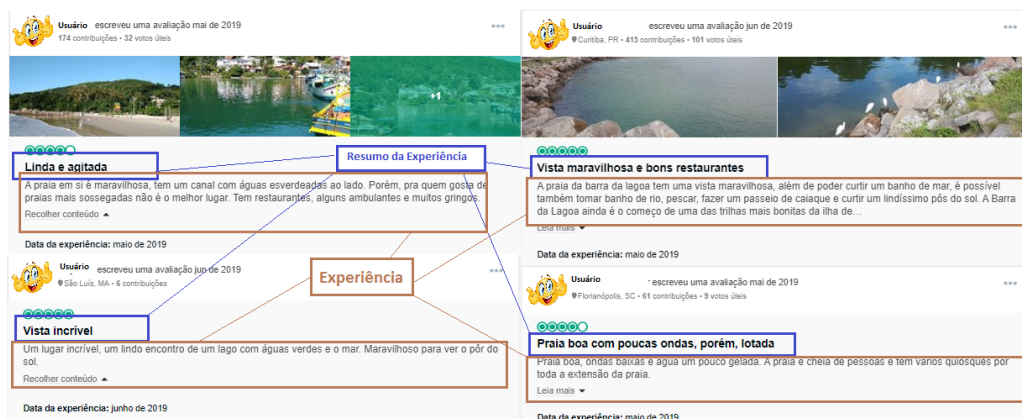 Usuário escreveu uma avaliação mai de 2019
174 contribuições • 32 votos úteis
+1
Linda e agitada
A praia em si é maravilhosa, tem um canal com águas esverdeadas ao lado. Porém, pra quem gosta de
praias mais sossegadas não é o melhor lugar. Tem restaurantes, alguns ambulantes e muitos gringos.
Recolher conteúdo
Data da experiência: maio de 2019
Usuário escreveu uma avaliação jun de 2019
São Luís, MA • 6 contribuições
Vista incrível
Um lugar incrível, um lindo encontro de um lago com águas verdes e o mar. Maravilhoso para ver o pôr do
sol.
Recolher conteúdo
Data da experiência: junho de 2019
Resumo da Experiência
Experiência
Usuário escreveu uma avaliação jun de 2019
Curitiba, PR • 415 contribuições • 101 votos úteis
Vista maravilhosa e bons restaurantes
A praia da barra da lagoa tem uma vista maravilhosa, além de poder curtir um banho de mar, é possível
também tomar banho de rio, pescar, fazer um passeio de caiaque e curtir um lindíssimo pôs do sol. A Barra
da Lagoa ainda é o começo de uma das trilhas mais bonitas da ilha de...
Leia mais
Data da experiência: maio de 2019
Usuário escreveu uma avaliação mai de 2019
Florianópolis, SC • 61 contribuições • 9 votos úteis
Praia boa com poucas ondas, porém, lotada
Praia boa, ondas baixas e água um pouco gelada. A praia é cheia de pessoas e tem vários quiosques por
toda a extensão da praia.
Leia mais
Data da experiência: maio de 2019